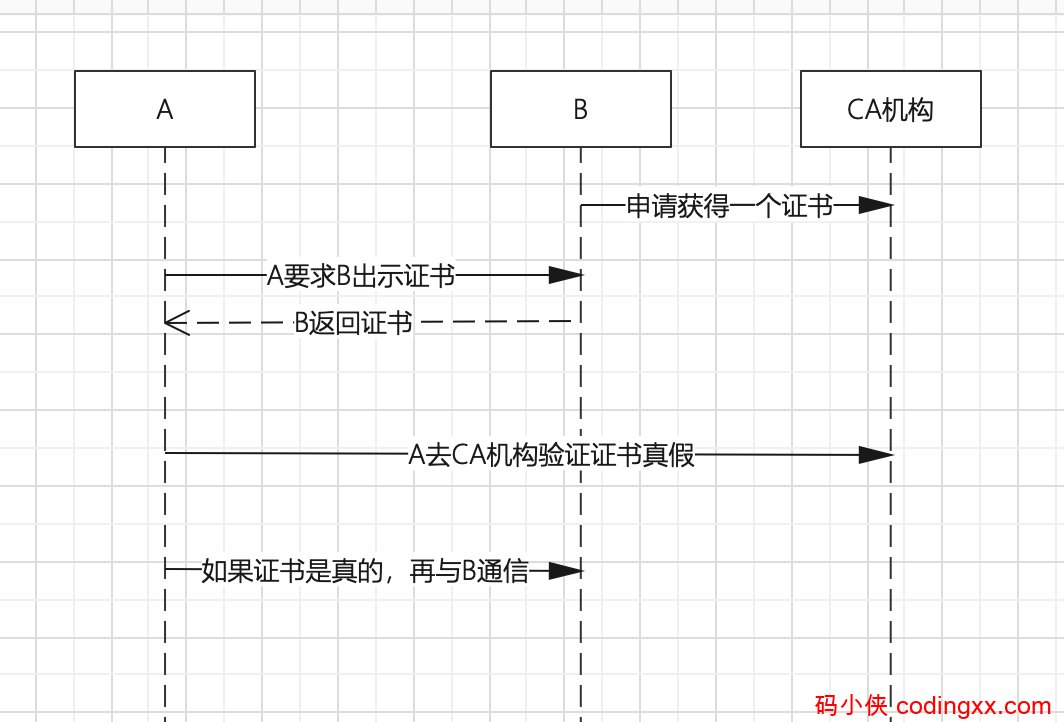 A
B
CA机构
申请获得一个证书
A要求B出示证书
B返回证书
A去CA机构验证证书真假
如果证书是真的，再与B通信
码小侠 codingxx.com